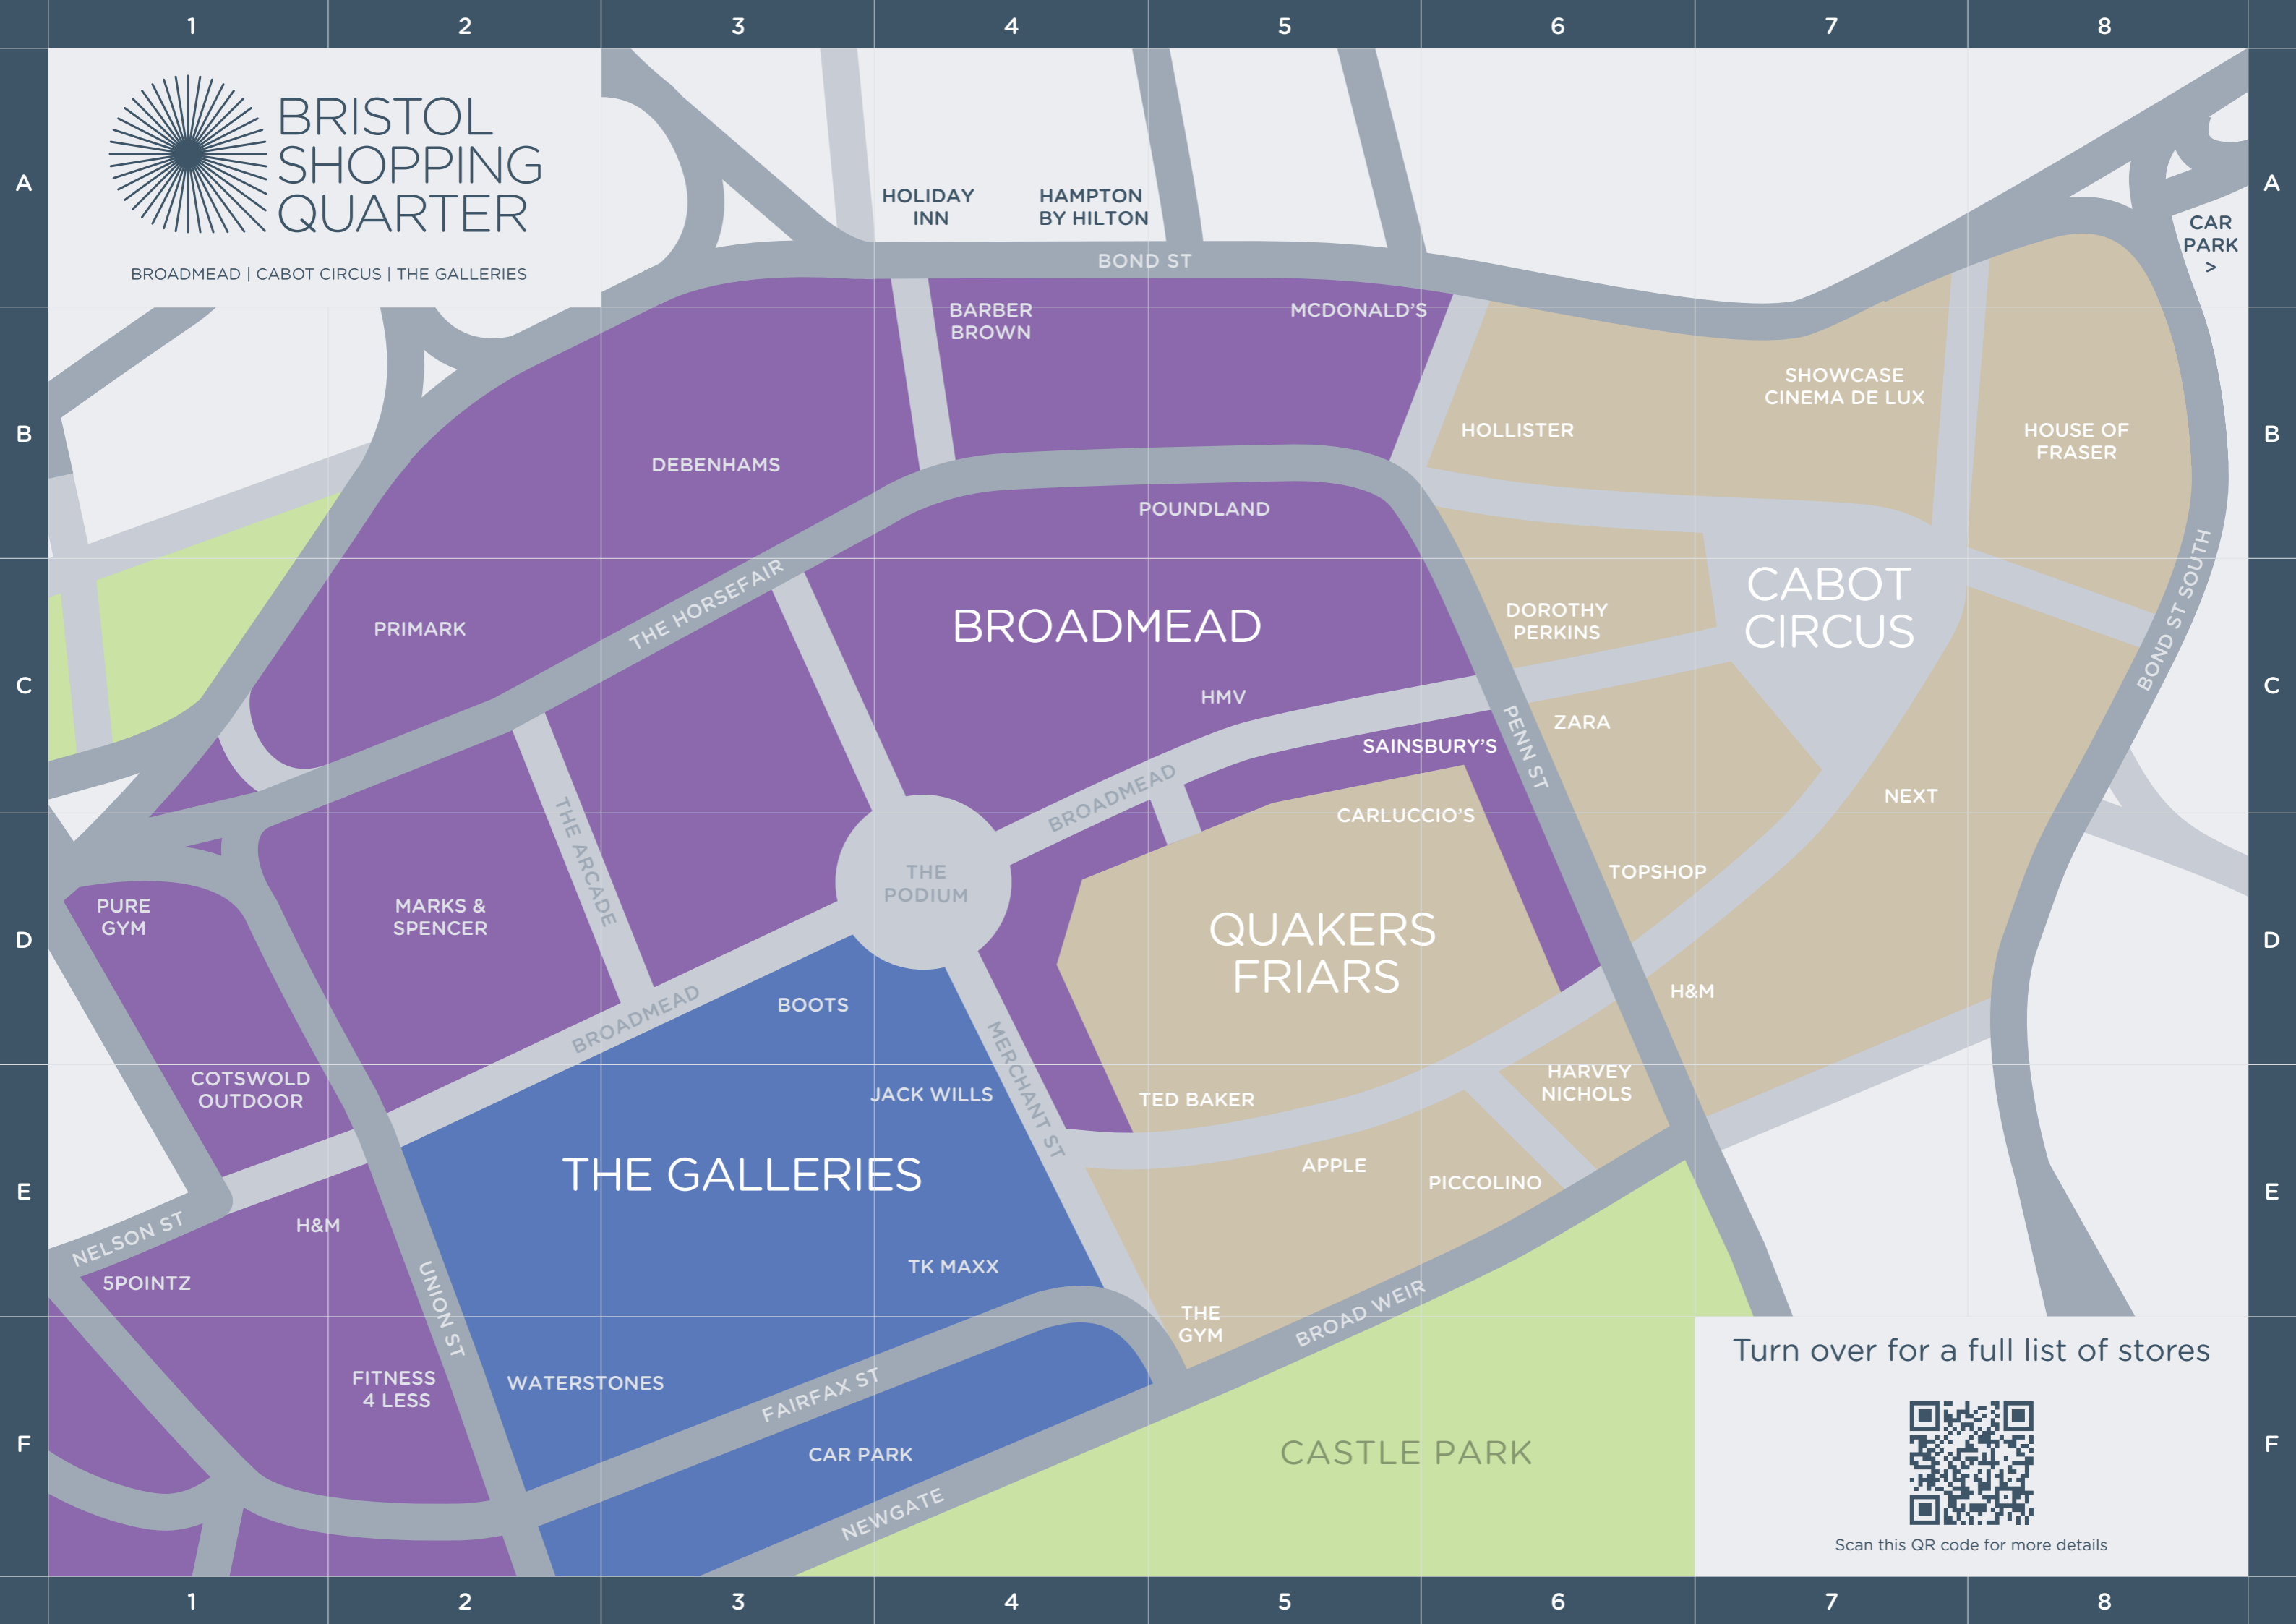 1 2 3 4 5 6 7 8
BRISTOL
SHOPPING
QUARTER
BROADMEAD | CABOT CIRCUS | THE GALLERIES
A
A
HOLIDAY
INN
HAMPTON
BY HILTON
CAR
PARK
>
BOND ST
BARBER
BROWN
MCDONALD'S
B
B
SHOWCASE
CINEMA DE LUX
HOLLISTER
HOUSE OF
FRASER
DEBENHAMS
POUNDLAND
C
C
THE HORSEFAIR
PRIMARK
BROADMEAD
DOROTHY
PERKINS
CABOT
CIRCUS
BOND ST SOUTH
HMV
ZARA
SAINSBURY'S
PENN ST
BROADMEAD
NEXT
CARLUCCIO'S
THE ARCADE
D
D
THE
PODIUM
TOPSHOP
PURE
GYM
MARKS &
SPENCER
QUAKERS
FRIARS
BOOTS
H&M
BROADMEAD
MERCHANT ST
E
E
COTSWOLD
OUTDOOR
JACK WILLS
TED BAKER
HARVEY
NICHOLS
THE GALLERIES
APPLE
PICCOLINO
NELSON ST
H&M
5POINTZ
UNION ST
TK MAXX
THE
GYM
BROAD WEIR
F
F
FITNESS
4 LESS
WATERSTONES
FAIRFAX ST
CAR PARK
NEWGATE
CASTLE PARK
Turn over for a full list of stores
Scan this QR code for more details
1 2 3 4 5 6 7 8